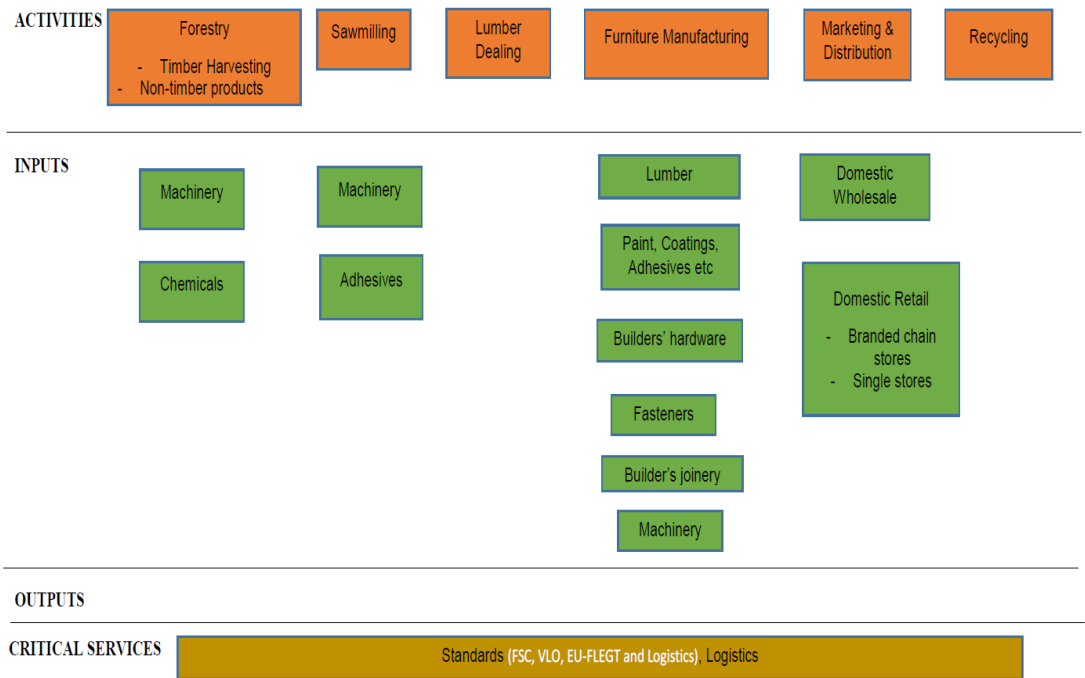 ACTIVITIES
Forestry
- Timber Harvesting
- Non-timber products
Sawmilling
Lumber
Dealing
Furniture Manufacturing
Marketing &
Distribution
Recycling
INPUTS
Machinery
Chemicals
Machinery
Adhesives
Lumber
Paint, Coatings,
Adhesives etc
Builders' hardware
Fasteners
Builder's joinery
Machinery
Domestic
Wholesale
Domestic Retail
- Branded chain
stores
- Single stores
OUTPUTS
CRITICAL SERVICES
Standards (FSC, VLO, EU-FLEGT and Logistics), Logistics